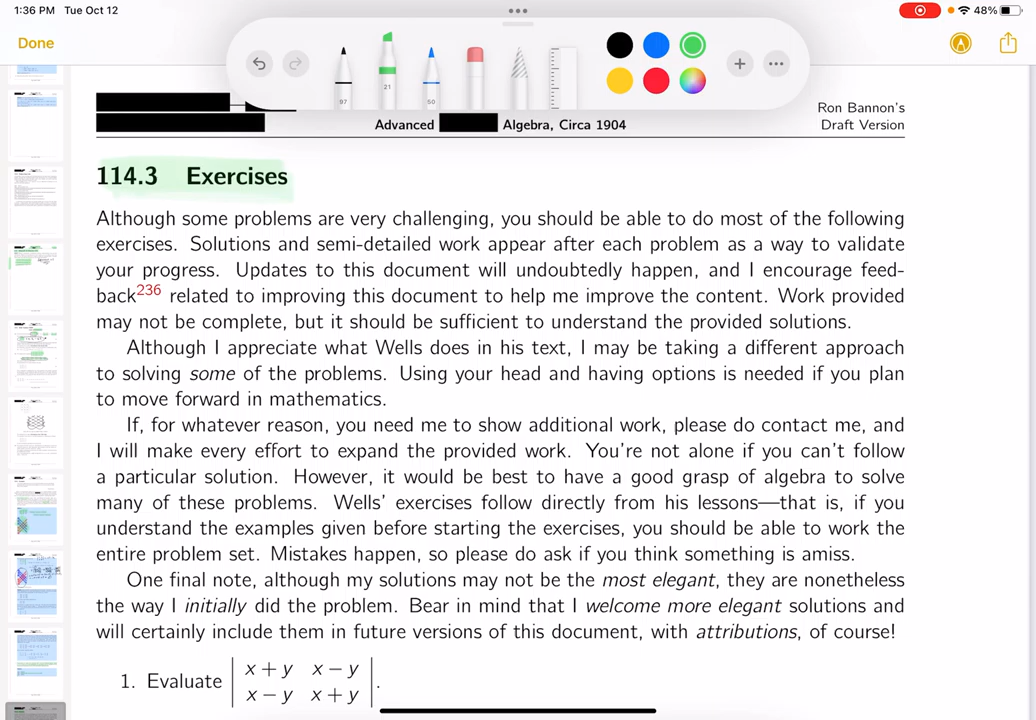 1:36 PM Tue Oct 12
48%
Done
97
21
50
Ron Bannon's
Advanced Algebra, Circa 1904
Draft Version
114.3 Exercises
Although some problems are very challenging, you should be able to do most of the following
exercises. Solutions and semi-detailed work appear after each problem as a way to validate
your progress. Updates to this document will undoubtedly happen, and I encourage feed-
back236 related to improving this document to help me improve the content. Work provided
may not be complete, but it should be sufficient to understand the provided solutions.
Although I appreciate what Wells does in his text, I may be taking a different approach
to solving some of the problems. Using your head and having options is needed if you plan
to move forward in mathematics.
If, for whatever reason, you need me to show additional work, please do contact me, and
I will make every effort to expand the provided work. You're not alone if you can't follow
a particular solution. However, it would be best to have a good grasp of algebra to solve
many of these problems. Wells' exercises follow directly from his lessons—that is, if you
understand the examples given before starting the exercises, you should be able to work the
entire problem set. Mistakes happen, so please do ask if you think something is amiss.
One final note, although my solutions may not be the most elegant, they are nonetheless
the way I initially did the problem. Bear in mind that I welcome more elegant solutions and
will certainly include them in future versions of this document, with attributions, of course!
1. Evaluate | x + y x − y |
| x − y x + y | .